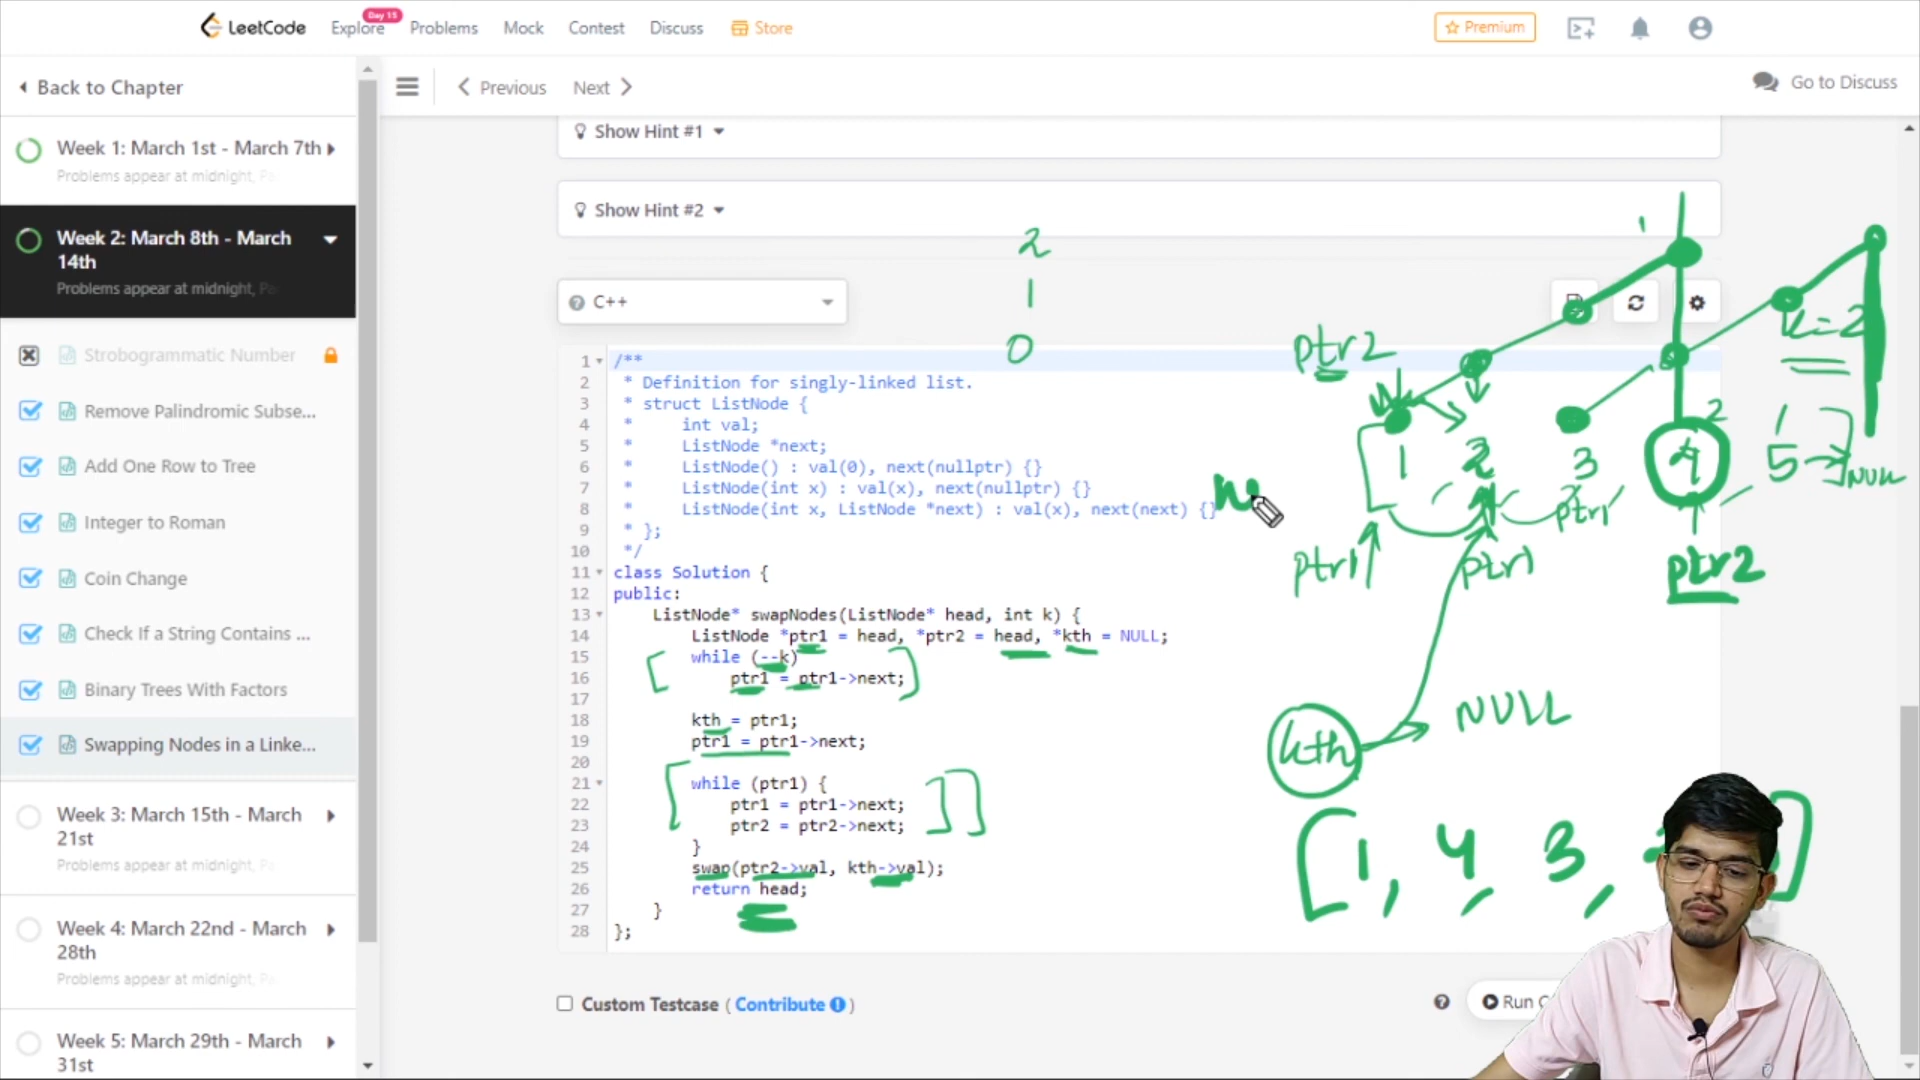 LeetCode Explore Day 15 Problems Mock Contest Discuss Store Premium
Back to Chapter
Previous Next Go to Discuss
Week 1: March 1st - March 7th
Problems appear at midnight,
Week 2: March 8th - March
14th
Problems appear at midnight,
Strobogrammatic Number
Remove Palindromic Subse...
Add One Row to Tree
Integer to Roman
Coin Change
Check If a String Contains ...
Binary Trees With Factors
Swapping Nodes in a Linke...
Week 3: March 15th - March
21st
Problems appear at midnight,
Week 4: March 22nd - March
28th
Problems appear at midnight,
Week 5: March 29th - March
31st
Show Hint #1
Show Hint #2
C++
1 /**
2 * Definition for singly-linked list.
3 * struct ListNode {
4 * int val;
5 * ListNode *next;
6 * ListNode() : val(0), next(nullptr) {}
7 * ListNode(int x) : val(x), next(nullptr) {}
8 * ListNode(int x, ListNode *next) : val(x), next(next) {}
9 * };
10 */
11 class Solution {
12 public:
13 ListNode* swapNodes(ListNode* head, int k) {
14 ListNode *ptr1 = head, *ptr2 = head, *kth = NULL;
15 while (--k)
16 ptr1 = ptr1->next;
17
18 kth = ptr1;
19 ptr1 = ptr1->next;
20
21 while (ptr1) {
22 ptr1 = ptr1->next;
23 ptr2 = ptr2->next;
24 }
25 swap(ptr2->val, kth->val);
26 return head;
27 }
28 };
Custom Testcase ( Contribute )
Run C
2
1
0
ptr2
k=2
1 2 3 4 5 NULL
2 1
ptr1 ptr1 ptr1
ptr2
kth NULL
[1, 4, 3,